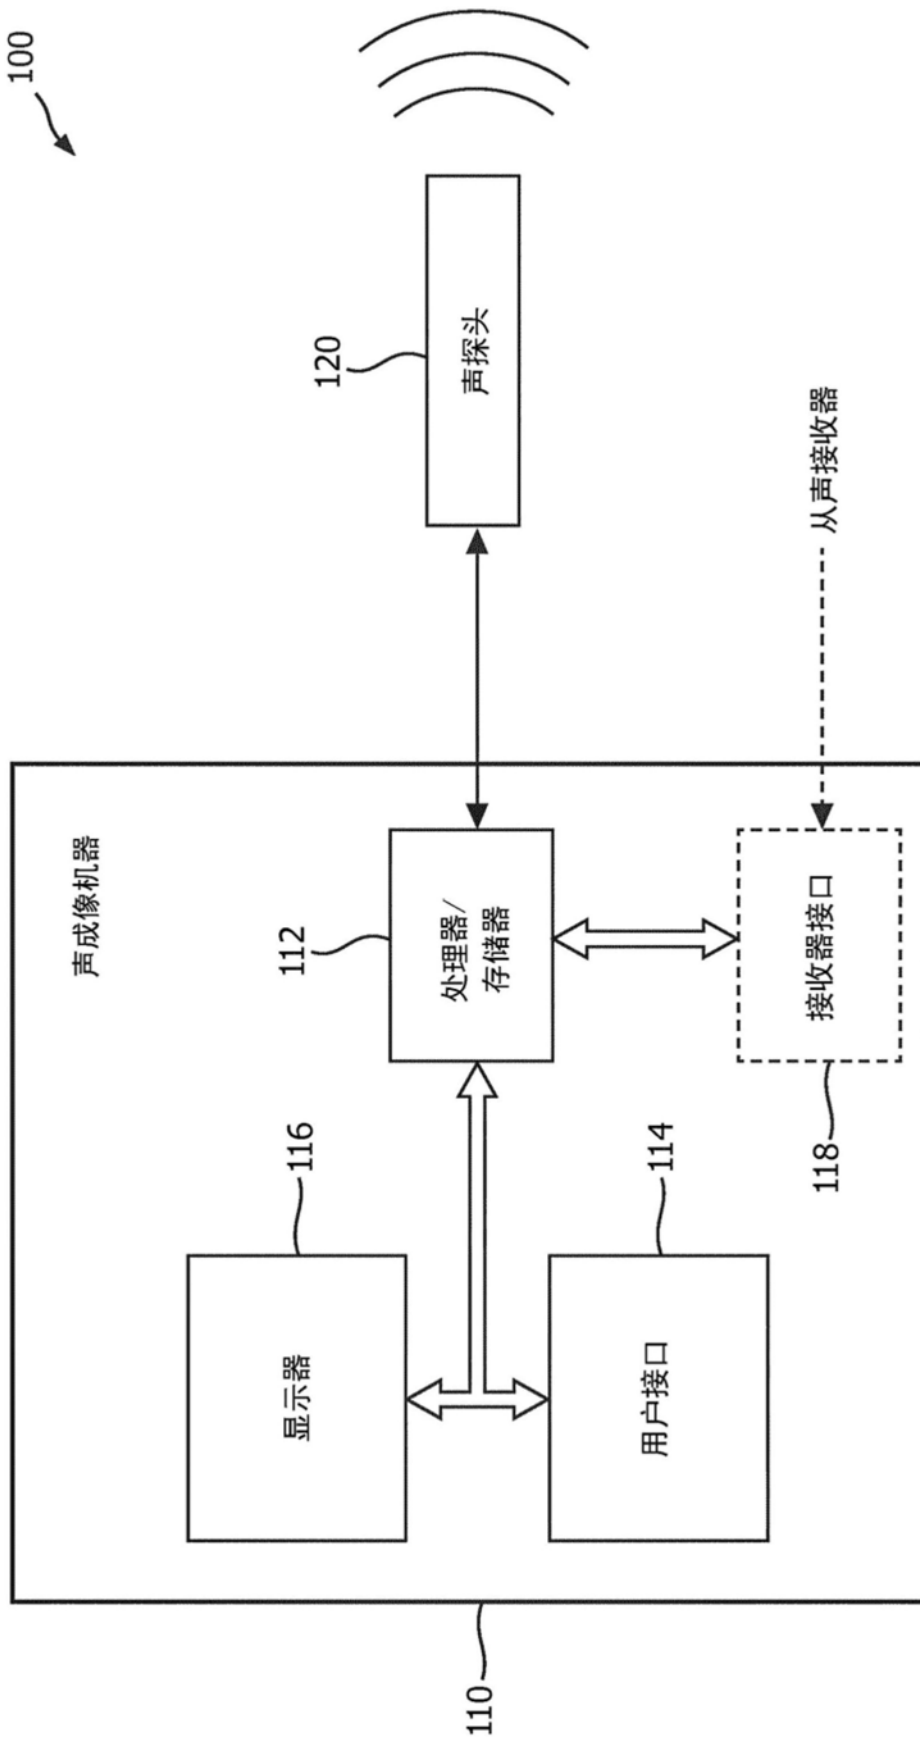 100
声成像机器
116
显示器
112
处理器/
存储器
120
声探头
110
114
用户接口
118
接收器接口
从声接收器